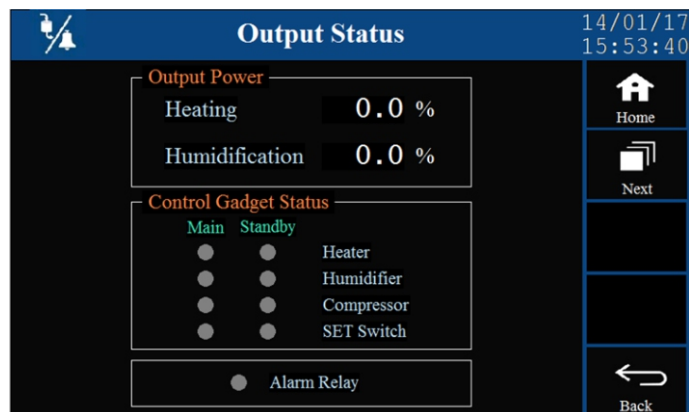 Output Status
14/01/17
15:53:40
Output Power
Heating 0.0 %
Humidification 0.0 %
Control Gadget Status
Main Standby
Heater
Humidifier
Compressor
SET Switch
Alarm Relay
Home
Next
Back